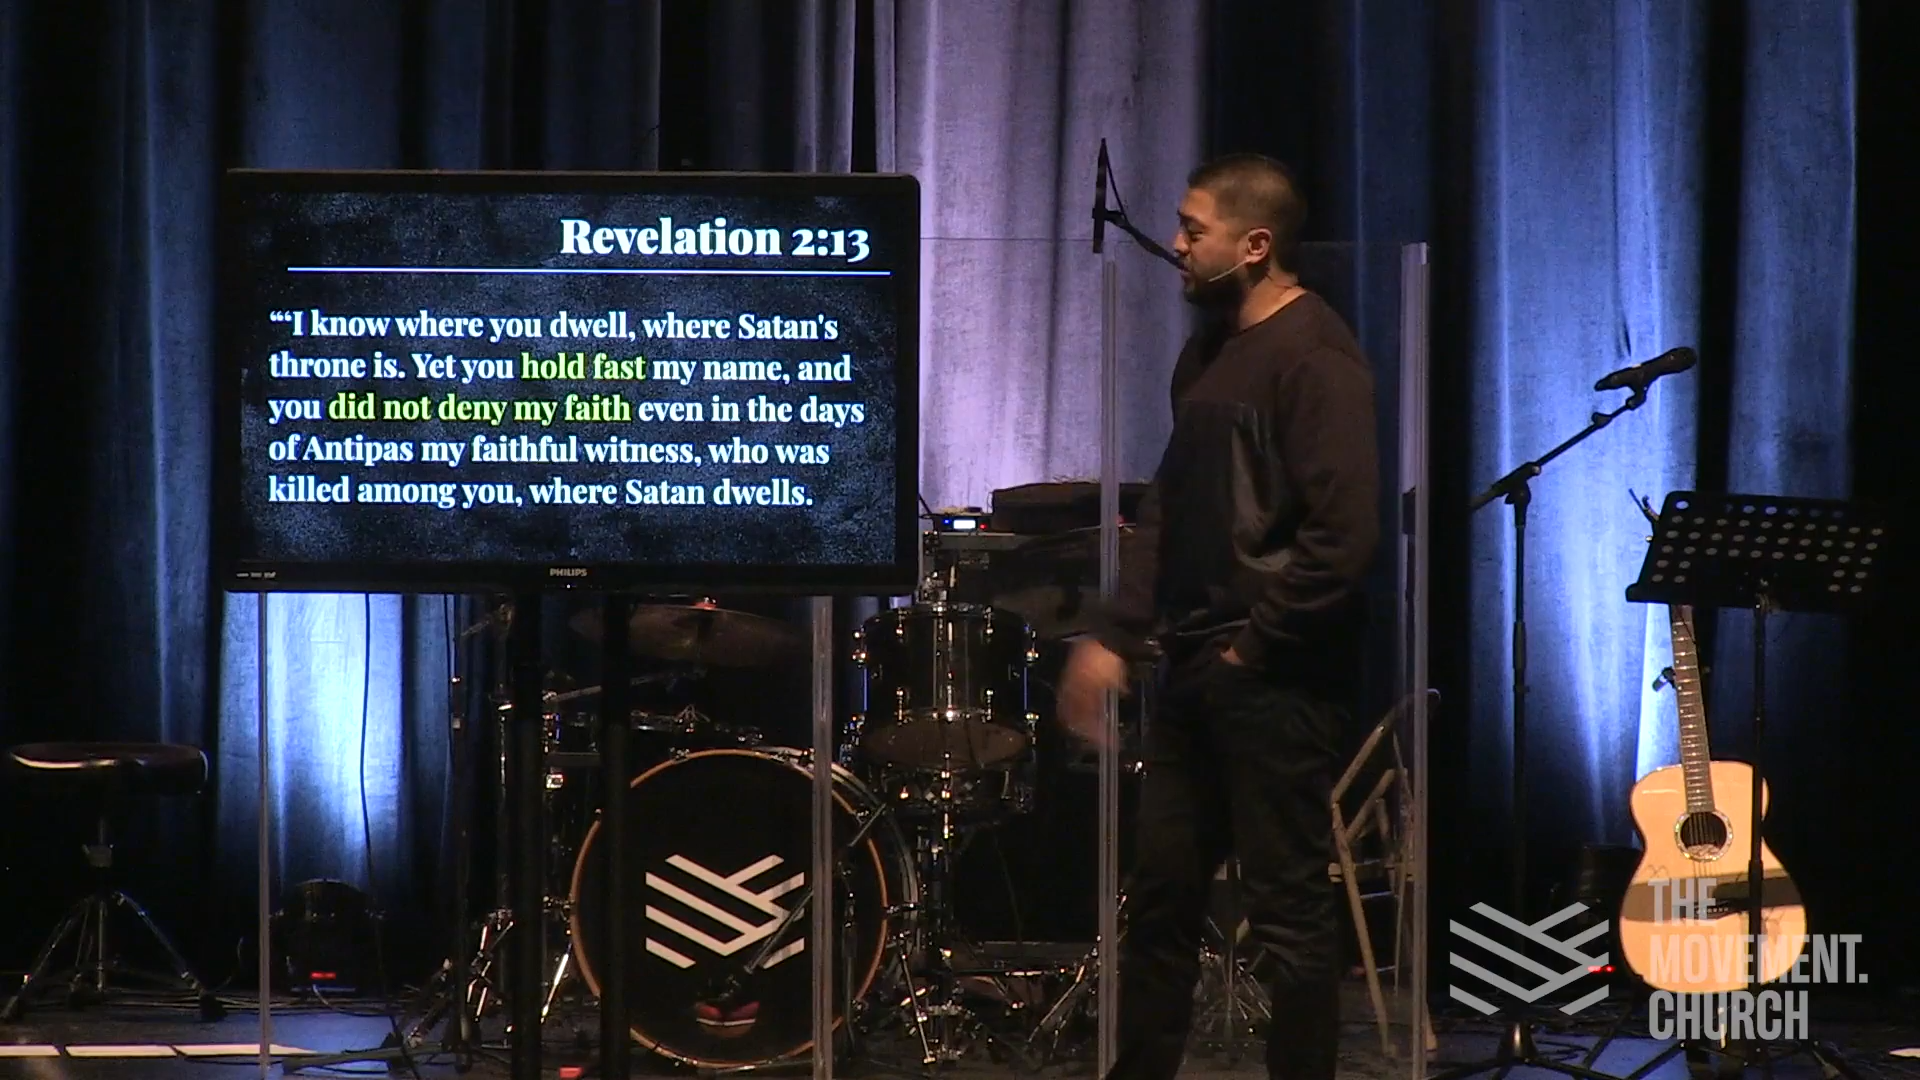 Revelation 2:13
“‘I know where you dwell, where Satan's
throne is. Yet you hold fast my name, and
you did not deny my faith even in the days
of Antipas my faithful witness, who was
killed among you, where Satan dwells.
PHILIPS
THE
MOVEMENT.
CHURCH